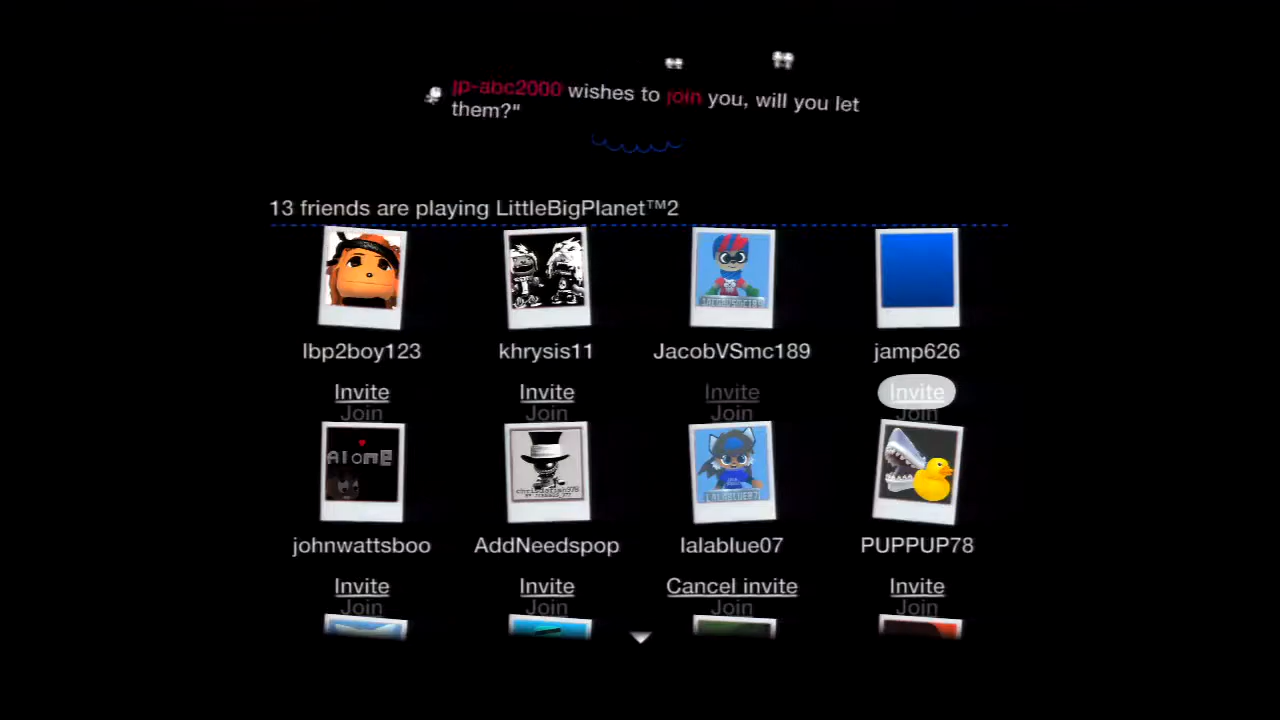 jp-abc2000 wishes to join you, will you let
them?"
13 friends are playing LittleBigPlanet™2
lbp2boy123 khrysis11 JacobVSmc189 jamp626
Invite Invite Invite Invite
Join Join Join Join
Alone
johnwattsboo AddNeedspop lalablue07 PUPPUP78
Invite Invite Cancel invite Invite
Join Join Join Join